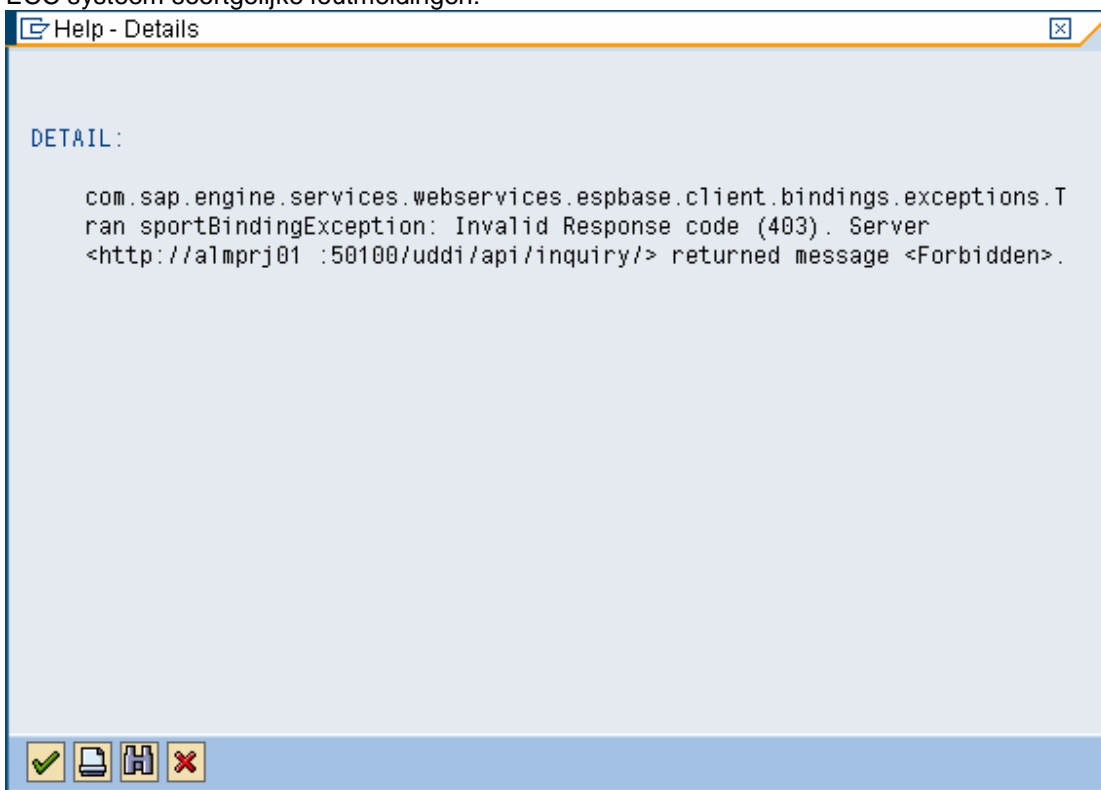 Help - Details
DETAIL:
com.sap.engine.services.webservices.espbase.client.bindings.exceptions.T
ran sportBindingException: Invalid Response code (403). Server
<http://almprj01 :50100/uddi/api/inquiry/> returned message <Forbidden>.